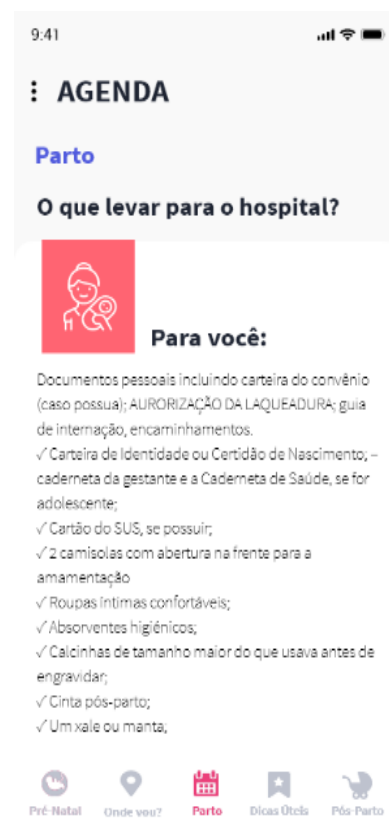 9:41
AGENDA
Parto
O que levar para o hospital?
Para você:
Documentos pessoais incluindo carteira do convênio
(caso possua); AURORIZAÇÃO DA LAQUEADURA; guia
de internação, encaminhamentos.
✓ Carteira de Identidade ou Certidão de Nascimento; –
caderneta da gestante e a Caderneta de Saúde, se for
adolescente;
✓ Cartão do SUS, se possuir;
✓ 2 camisolas com abertura na frente para a
amamentação
✓ Roupas íntimas confortáveis;
✓ Absorventes higiénicos;
✓ Calcinhas de tamanho maior do que usava antes de
engravidar;
✓ Cinta pós-parto;
✓ Um xale ou manta,
Pré-Natal Onde vou? Parto Dicas Úteis Pós-Parto